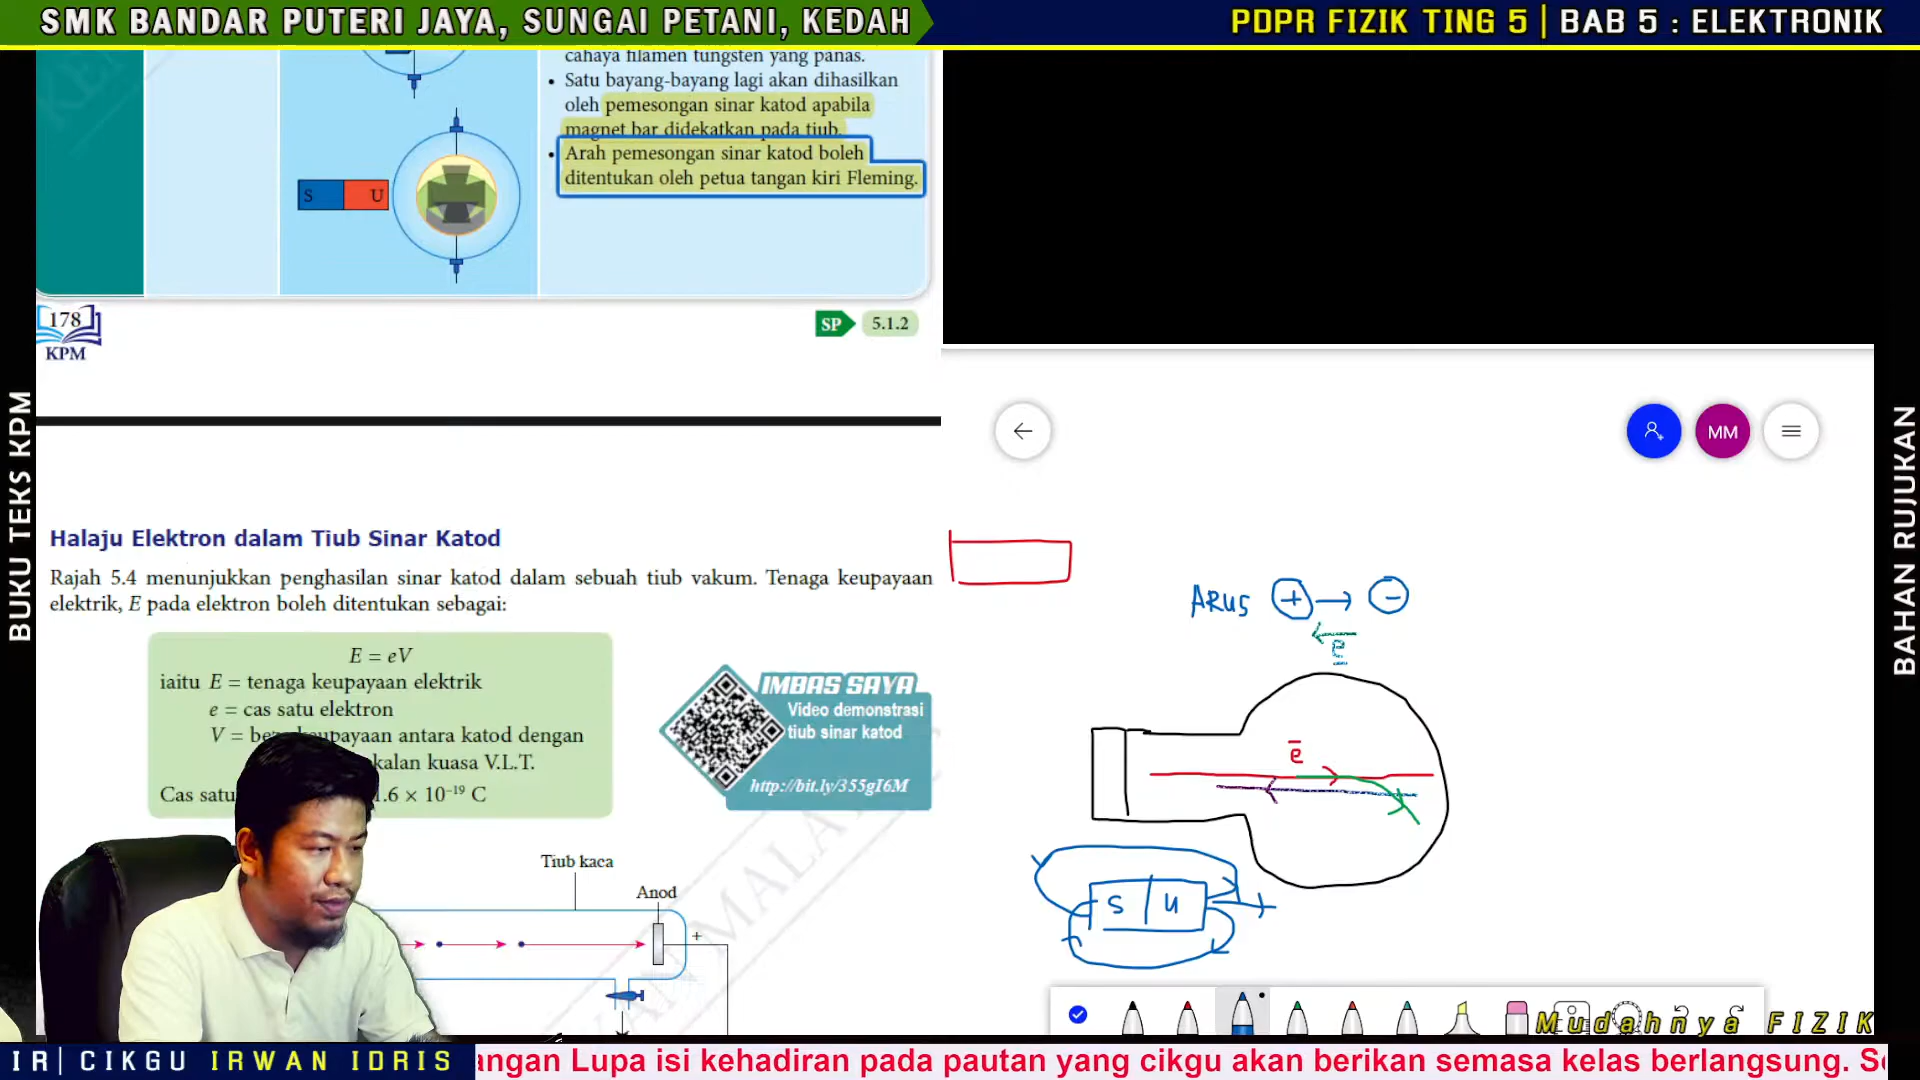 SMK BANDAR PUTERI JAYA, SUNGAI PETANI, KEDAH
PDPR FIZIK TING 5 | BAB 5 : ELEKTRONIK
BUKU TEKS KPM
BAHAN RUJUKAN
cahaya filamen tungsten yang panas.
• Satu bayang-bayang lagi akan dihasilkan
oleh pemesongan sinar katod apabila
magnet bar didekatkan pada tiub.
• Arah pemesongan sinar katod boleh
ditentukan oleh petua tangan kiri Fleming.
S U
178
KPM
SP 5.1.2
MM
Halaju Elektron dalam Tiub Sinar Katod
Rajah 5.4 menunjukkan penghasilan sinar katod dalam sebuah tiub vakum. Tenaga keupayaan
elektrik, E pada elektron boleh ditentukan sebagai:
E = eV
iaitu E = tenaga keupayaan elektrik
e = cas satu elektron
V = keupayaan antara katod dengan
kalan kuasa V.L.T.
Cas satu 1.6 × 10⁻¹⁹ C
IMBAS SAYA
Video demonstrasi
tiub sinar katod
http://bit.ly/355gI6M
Tiub kaca
Anod
+
ARUS + → -
e
ē
S U
Mudahnya FIZIK
IR| CIKGU IRWAN IDRIS
angan Lupa isi kehadiran pada pautan yang cikgu akan berikan semasa kelas berlangsung. S